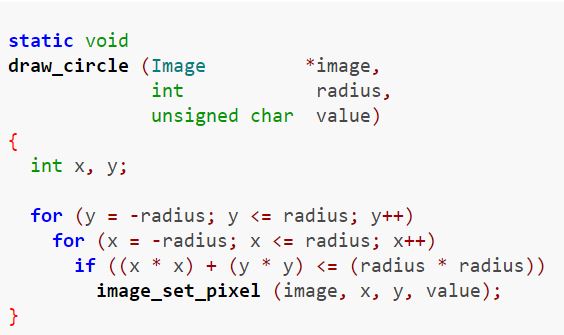 static void
draw_circle (Image           *image,
             int              radius,
             unsigned char  value)
{
  int x, y;

  for (y = -radius; y <= radius; y++)
    for (x = -radius; x <= radius; x++)
      if ((x * x) + (y * y) <= (radius * radius))
        image_set_pixel (image, x, y, value);
}